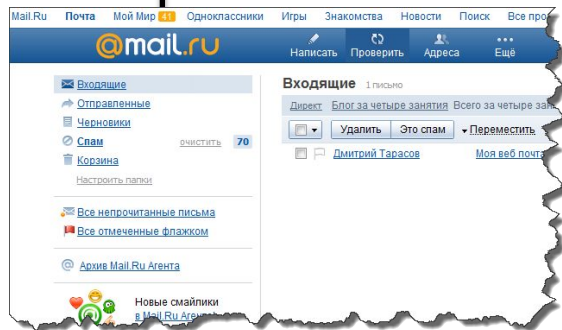 Mail.Ru Почта Мой Мир 41 Одноклассники Игры Знакомства Новости Поиск Все
@mail.ru Написать Проверить Адреса Ещё
Входящие
Отправленные
Черновики
Спам очистить 70
Корзина
Настроить папки
Все непрочитанные письма
Все отмеченные флажком
Архив Mail.Ru Агента
Новые смайлики
в Mail.Ru Агенте
Входящие 1 письмо
Директ Блог за четыре занятия Всего за четыре
Удалить Это спам Переместить
Дмитрий Тарасов Моя веб почта